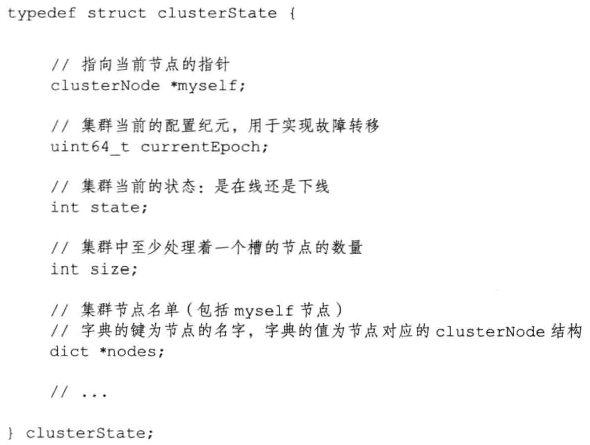 typedef struct clusterState {
// 指向当前节点的指针
clusterNode *myself;
// 集群当前的配置纪元，用于实现故障转移
uint64_t currentEpoch;
// 集群当前的状态：是在线还是下线
int state;
// 集群中至少处理着一个槽的节点的数量
int size;
// 集群节点名单（包括 myself 节点）
// 字典的键为节点的名字，字典的值为节点对应的 clusterNode 结构
dict *nodes;
// ...
} clusterState;